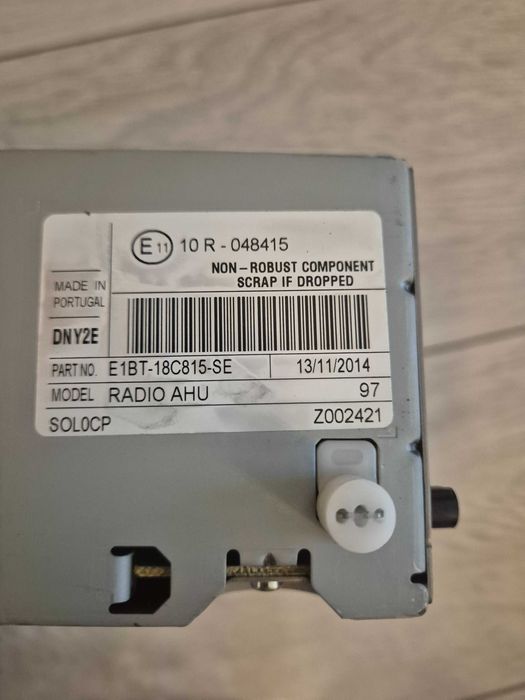 E 11 10 R - 048415
NON - ROBUST COMPONENT
SCRAP IF DROPPED
MADE IN
PORTUGAL
DNY2E
PART NO. E1BT-18C815-SE 13/11/2014
MODEL RADIO AHU 97
SOL0CP Z002421